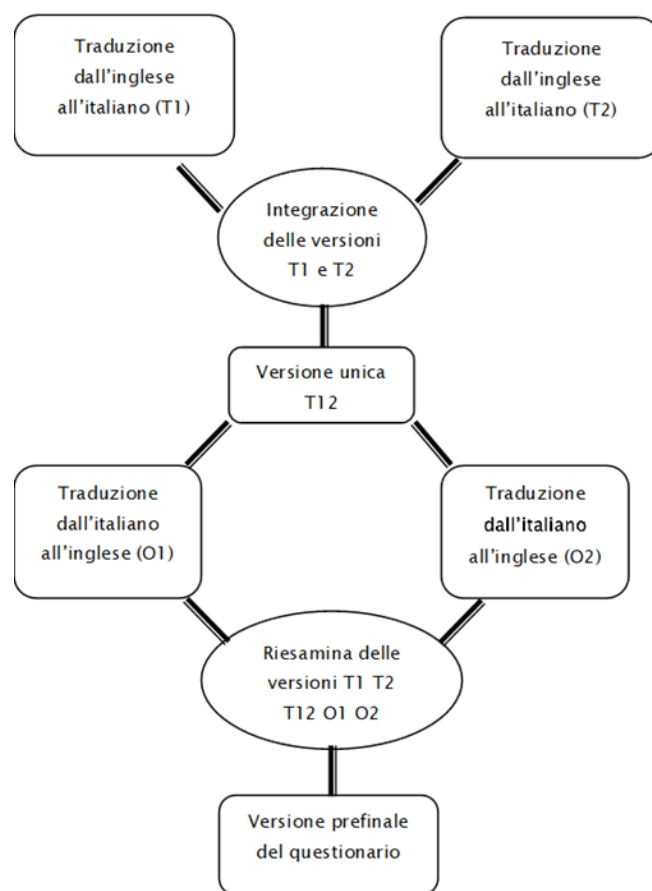 Traduzione
dall'inglese
all'italiano (T1)
Traduzione
dall'inglese
all'italiano (T2)
Integrazione
delle versioni
T1 e T2
Versione unica
T12
Traduzione
dall'italiano
all'inglese (O1)
Traduzione
dall'italiano
all'inglese (O2)
Riesamina delle
versioni T1 T2
T12 O1 O2
Versione prefinale
del questionario